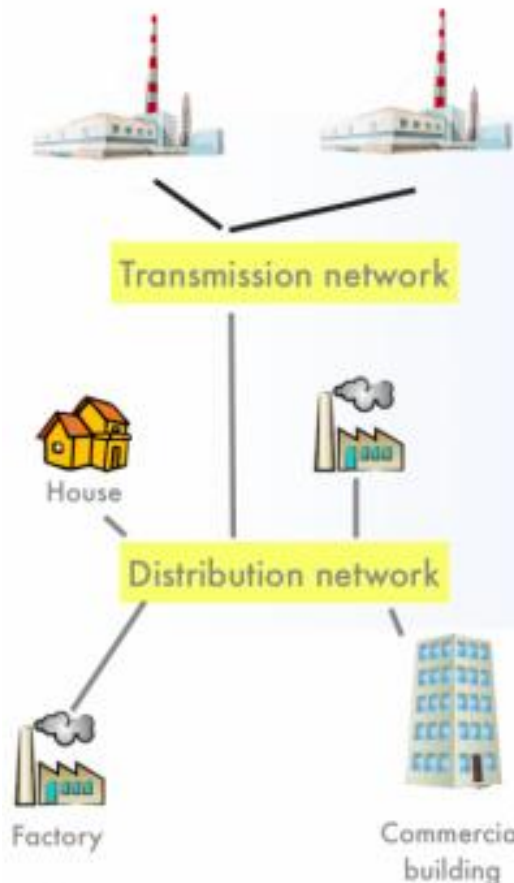 Transmission network
House
Distribution network
Factory
Commercia
building